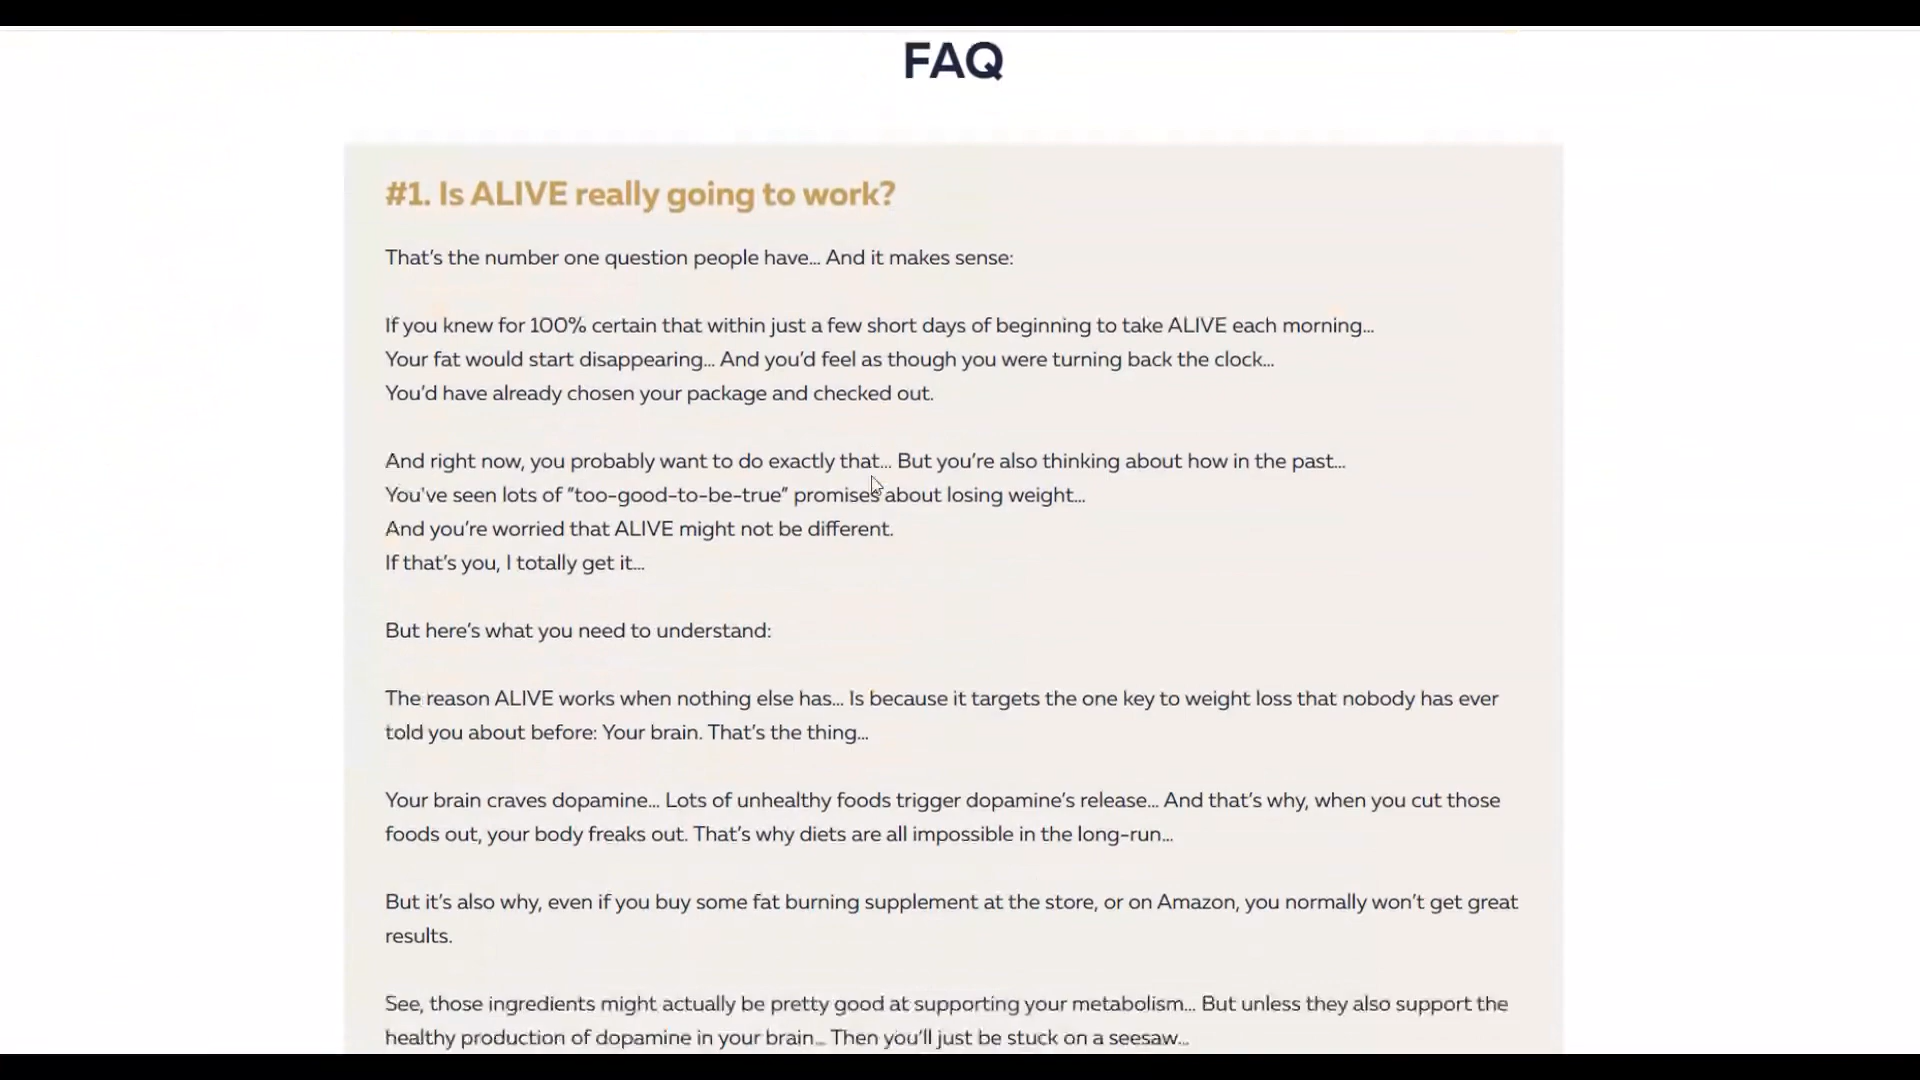 FAQ
#1. Is ALIVE really going to work?
That's the number one question people have... And it makes sense:
If you knew for 100% certain that within just a few short days of beginning to take ALIVE each morning...
Your fat would start disappearing... And you'd feel as though you were turning back the clock...
You'd have already chosen your package and checked out.
And right now, you probably want to do exactly that... But you're also thinking about how in the past...
You've seen lots of "too-good-to-be-true" promises about losing weight...
And you're worried that ALIVE might not be different.
If that's you, I totally get it...
But here's what you need to understand:
The reason ALIVE works when nothing else has... Is because it targets the one key to weight loss that nobody has ever
told you about before: Your brain. That's the thing...
Your brain craves dopamine... Lots of unhealthy foods trigger dopamine's release... And that's why, when you cut those
foods out, your body freaks out. That's why diets are all impossible in the long-run...
But it's also why, even if you buy some fat burning supplement at the store, or on Amazon, you normally won't get great
results.
See, those ingredients might actually be pretty good at supporting your metabolism... But unless they also support the
healthy production of dopamine in your brain... Then you'll just be stuck on a seesaw...